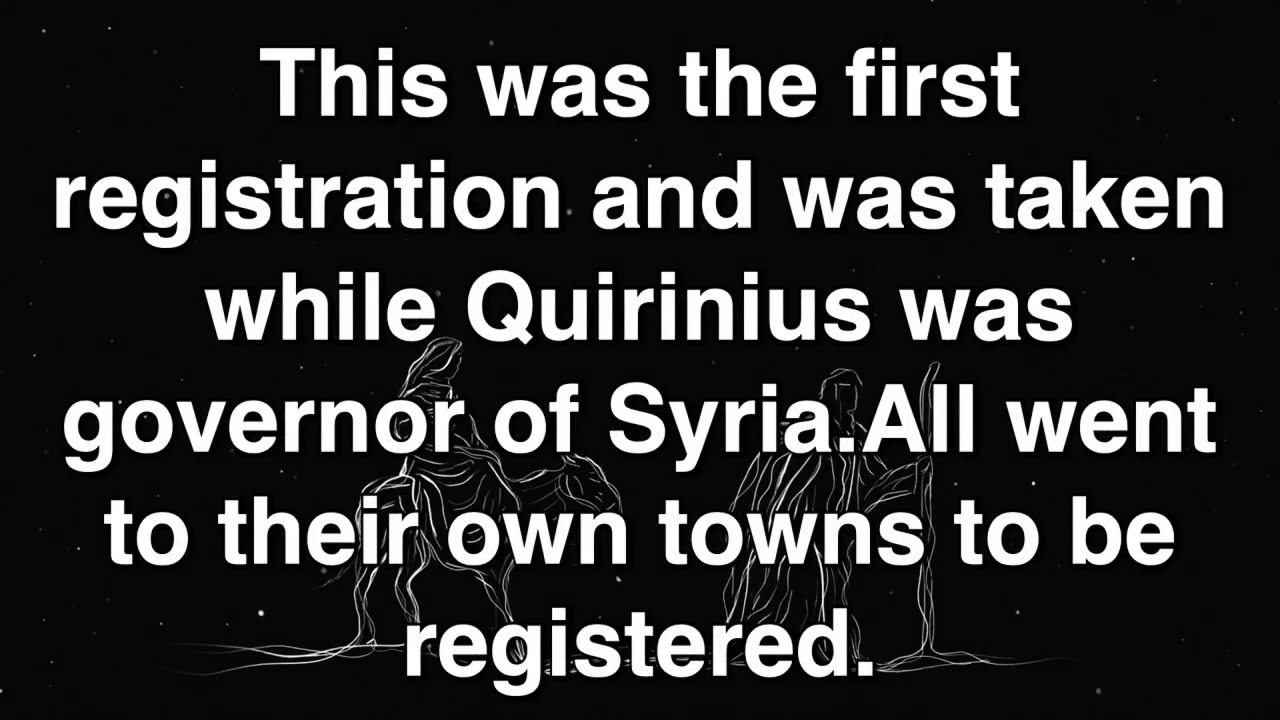 This was the first
registration and was taken
while Quirinius was
governor of Syria.All went
to their own towns to be
registered.